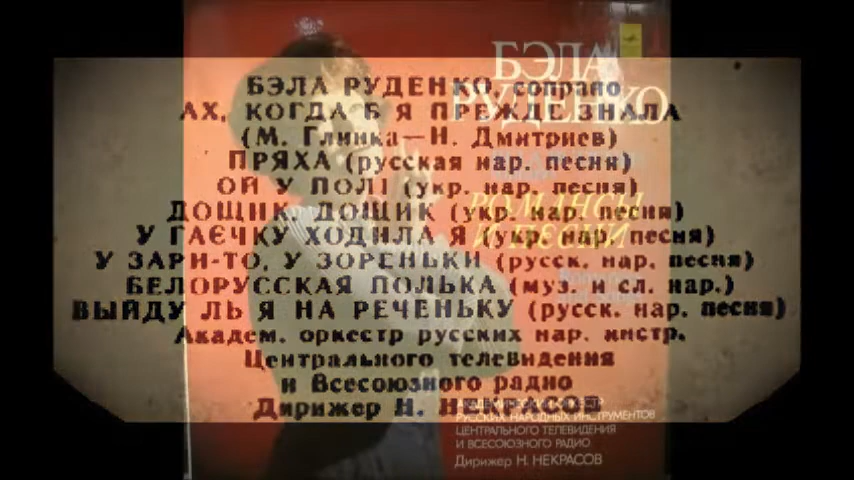 БЭЛА
РУДЕНКО
РОМАНСЫ
И ПЕСНИ
БЭЛА РУДЕНКО, сопрано
АХ, КОГДА Б Я ПРЕЖДЕ ЗНАЛА
(М. Глинка—Н. Дмитриев)
ПРЯХА (русская нар. песня)
ОЙ У ПОЛІ (укр. нар. песня)
ДОЩИК, ДОЩИК (укр. нар. песня)
У ГАЄЧКУ ХОДИЛА Я (укр. нар. песня)
У ЗАРИ-ТО, У ЗОРЕНЬКИ (русск. нар. песня)
БЕЛОРУССКАЯ ПОЛЬКА (муз. и сл. нар.)
ВЫЙДУ ЛЬ Я НА РЕЧЕНЬКУ (русск. нар. песня)
Академ. оркестр русских нар. инстр.
Центрального телевидения
и Всесоюзного радио
Дирижер Н. НЕКРАСОВ
РУССКИХ НАРОДНЫХ ИНСТРУМЕНТОВ
ЦЕНТРАЛЬНОГО ТЕЛЕВИДЕНИЯ
И ВСЕСОЮЗНОГО РАДИО
Дирижер Н. НЕКРАСОВ